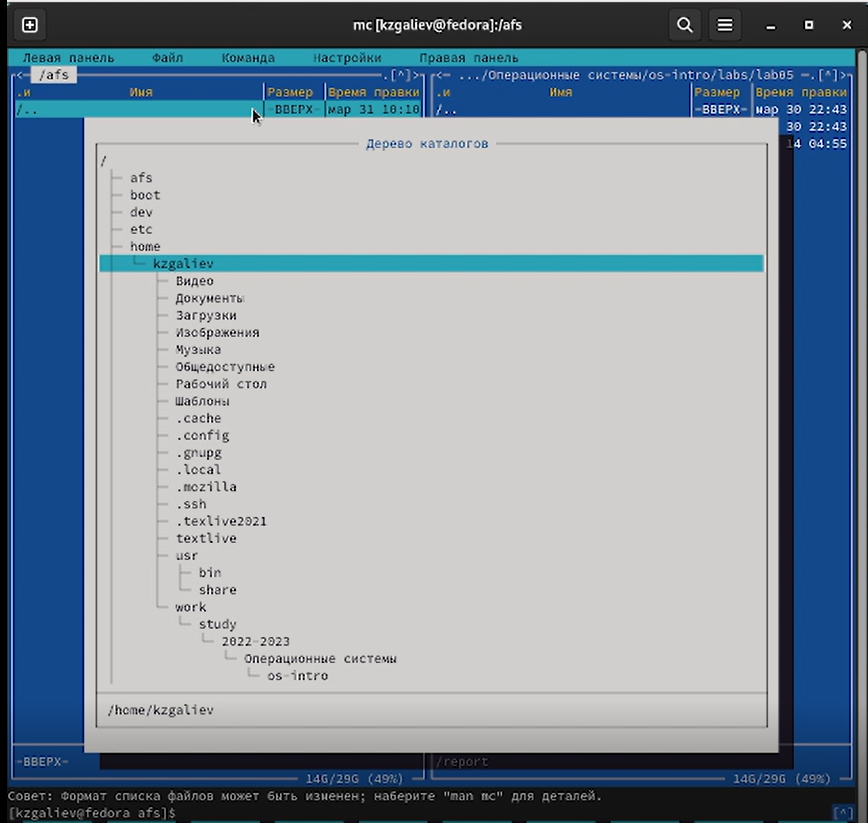 mc [kzgaliev@fedora]:/afs
Левая панель Файл Команда Настройки Правая панель
<─ /afs ─.[^]> <─ .../Операционные системы/os-intro/labs/lab05 ─.[^]>
.и Имя Размер Время правки .и Имя Размер Время правки
/.. -ВВЕРХ- мар 31 10:10 /.. -ВВЕРХ- мар 30 22:43
30 22:43
14 04:55
Дерево каталогов
/
afs
boot
dev
etc
home
kzgaliev
Видео
Документы
Загрузки
Изображения
Музыка
Общедоступные
Рабочий стол
Шаблоны
.cache
.config
.gnupg
.local
.mozilla
.ssh
.texlive2021
textlive
usr
bin
share
work
study
2022-2023
Операционные системы
os-intro
/home/kzgaliev
-ВВЕРХ- /report
14G/29G (49%) 14G/29G (49%)
Совет: Формат списка файлов может быть изменен; наберите "man mc" для деталей.
[kzgaliev@fedora afs]$ [^]